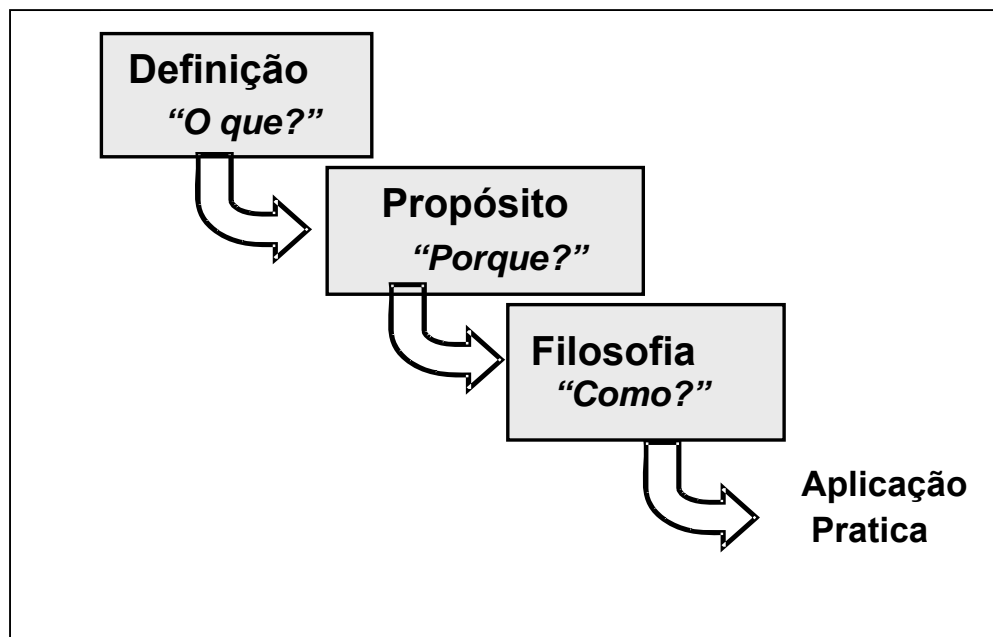 Definição
“O que?”
Propósito
“Porque?”
Filosofia
“Como?”
Aplicação
Pratica